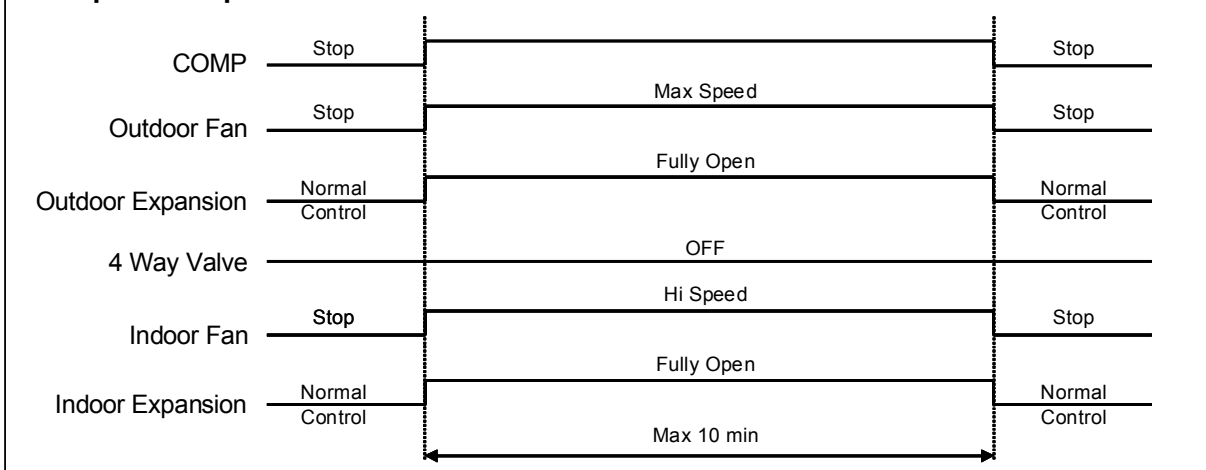 Stop
Stop
COMP
Max Speed
Stop
Stop
Outdoor Fan
Fully Open
Normal
Normal
Outdoor Expansion
Control
Control
OFF
4 Way Valve
Hi Speed
Stop
Stop
Indoor Fan
Fully Open
Normal
Normal
Indoor Expansion
Control
Control
Max 10 min